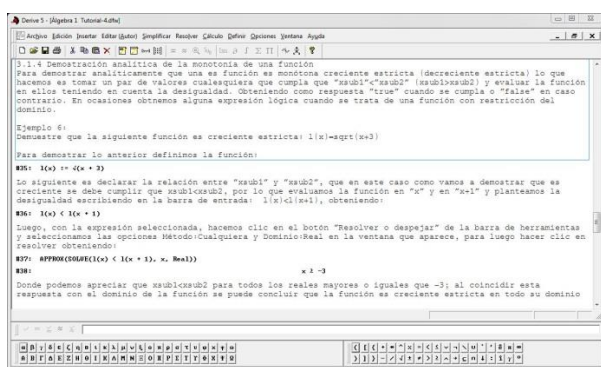 Derive 5 - [Álgebra 1 Tutorial-4.dfw]
Archivo Edición Insertar Editar (Autor) Simplificar Resolver Cálculo Definir Opciones Ventana Ayuda
3.1.4 Demostración analítica de la monotonía de una función
Para demostrar analíticamente que una es función es monótona creciente estricta (decreciente estricta) lo que
hacemos es tomar un par de valores cualesquiera que cumpla que "xsub1"<"xsub2" (xsub1>xsub2) y evaluar la función
en ellos teniendo en cuenta la desigualdad. Obteniendo como respuesta "true" cuando se cumpla o "false" en caso
contrario. En ocasiones obtnemos alguna expresión lógica cuando se trata de una función con restricción del
dominio.
Ejemplo 6:
Demuestre que la siguiente función es creciente estricta: l(x)=sqrt(x+3)
Para demostrar lo anterior definimos la función:
#35: l(x) := √(x + 3)
Lo siguiente es declarar la relación entre "xsub1" y "xsub2", que en este caso como vamos a demostrar que es
creciente se debe cumplir que xsub1<xsub2, por lo que evaluamos la función en "x" y en "x+1" y planteamos la
desigualdad escribiendo en la barra de entrada: l(x)<l(x+1), obteniendo:
#36: l(x) < l(x + 1)
Luego, con la expresión seleccionada, hacemos clic en el botón "Resolver o despejar" de la barra de herramientas
y seleccionamos las opciones Método:Cualquiera y Dominio:Real en la ventana que aparece, para luego hacer clic en
resolver obteniendo:
#37: APPROX(SOLVE(l(x) < l(x + 1), x, Real))
#38: x ≥ -3
Donde podemos apreciar que xsub1<xsub2 para todos los reales mayores o iguales que -3; al coincidir esta
respuesta con el dominio de la función se puede concluir que la función es creciente estricta en todo su dominio